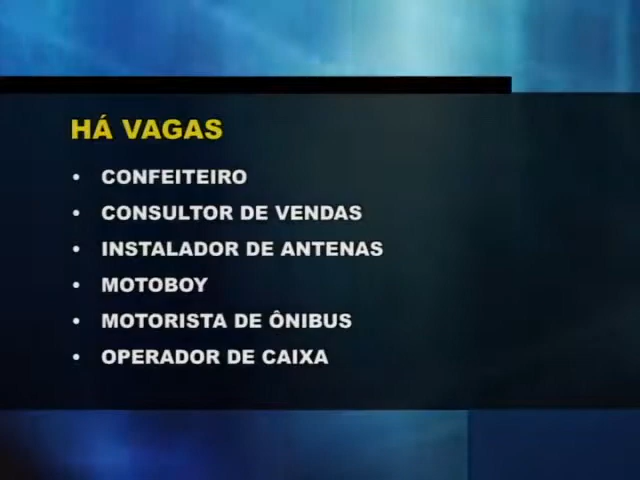 HÁ VAGAS
• CONFEITEIRO
• CONSULTOR DE VENDAS
• INSTALADOR DE ANTENAS
• MOTOBOY
• MOTORISTA DE ÔNIBUS
• OPERADOR DE CAIXA